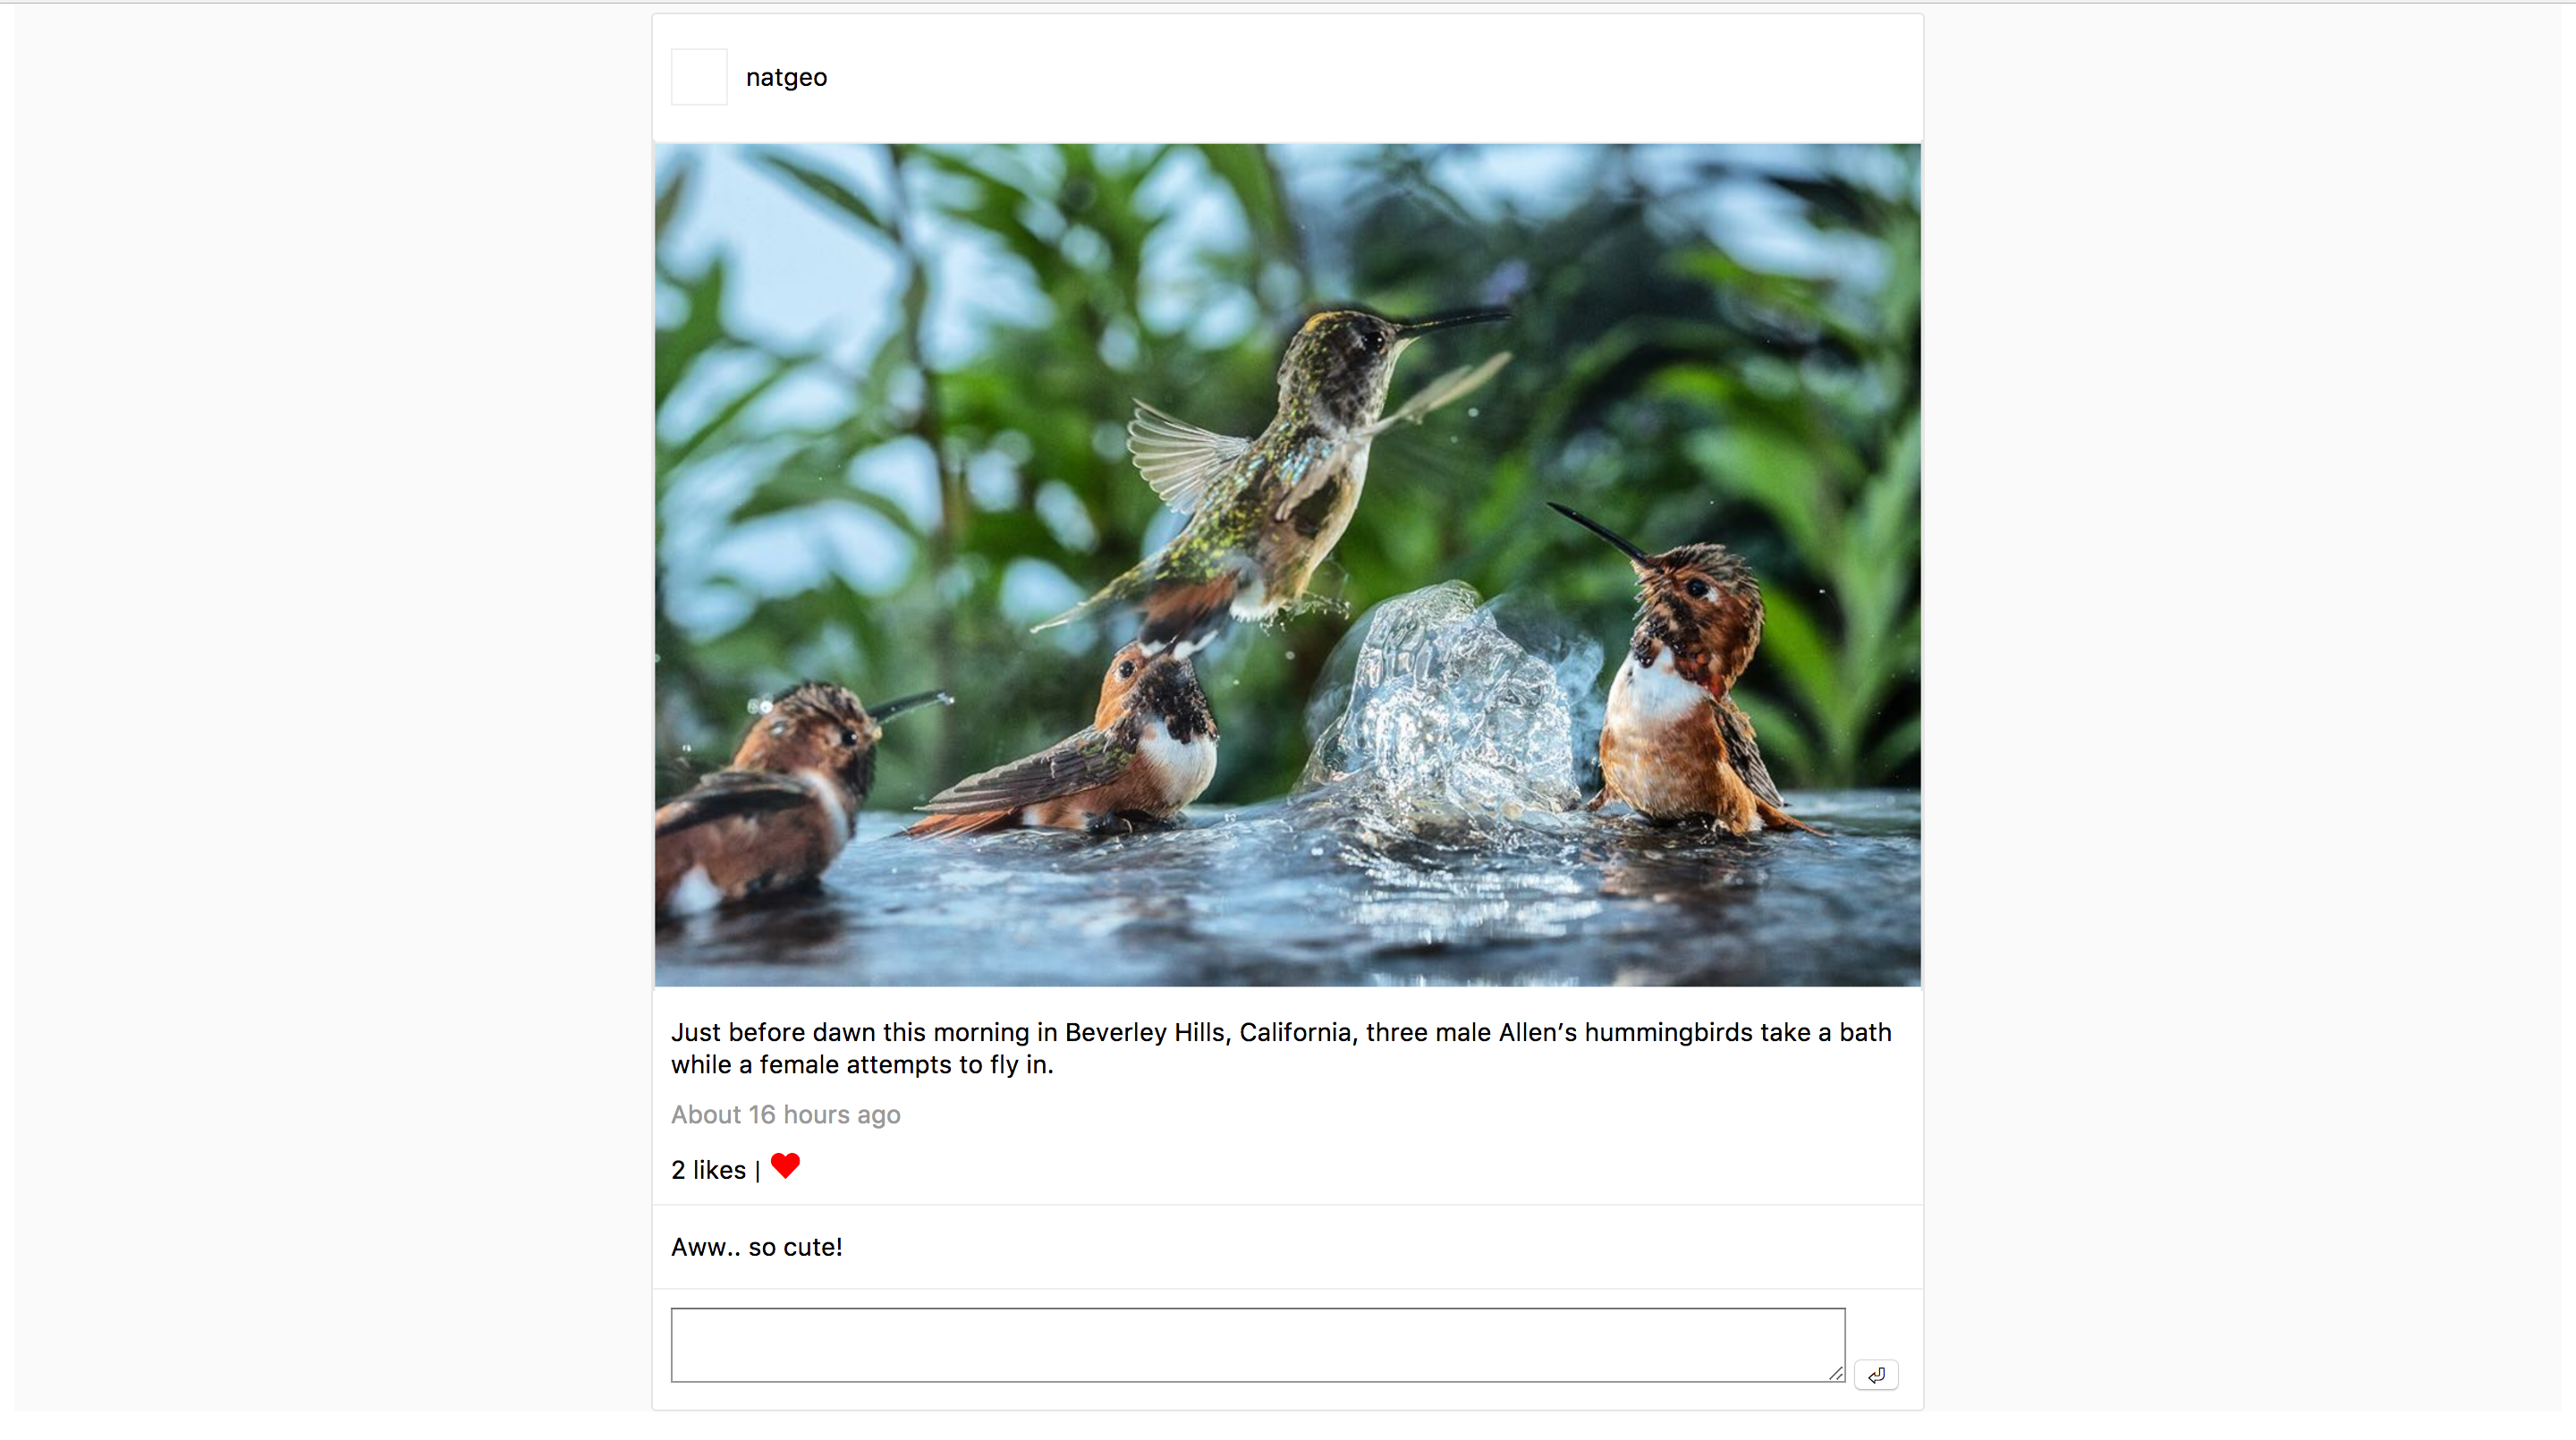 natgeo
Just before dawn this morning in Beverley Hills, California, three male Allen’s hummingbirds take a bath
while a female attempts to fly in.
About 16 hours ago
2 likes |
Aww.. so cute!